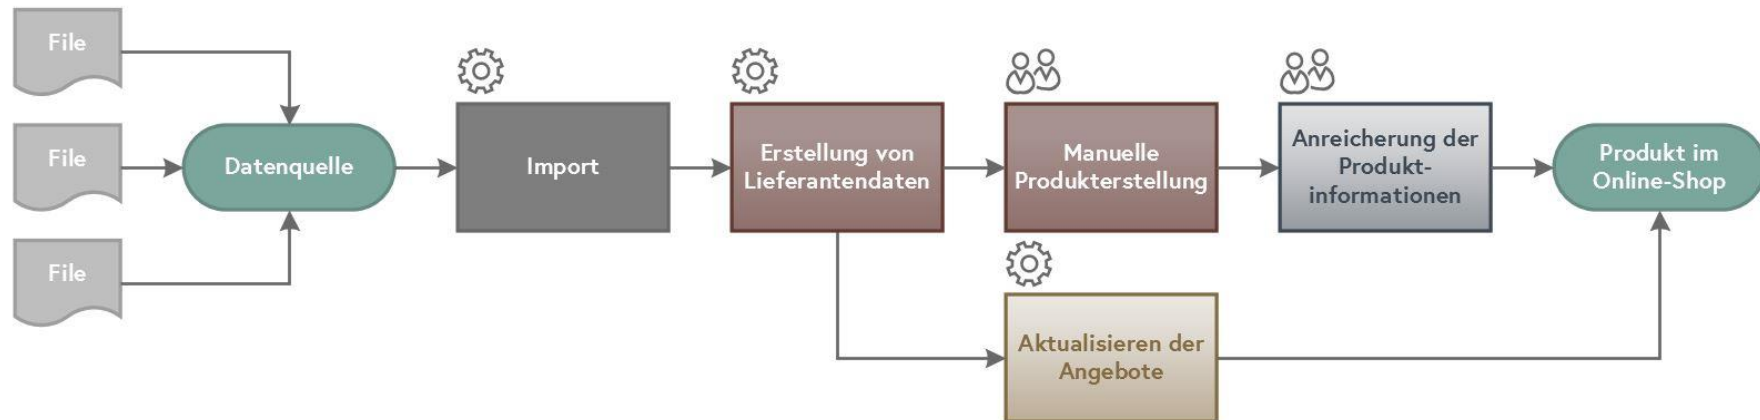 File
File
File
Datenquelle
Import
Erstellung von
Lieferantendaten
Manuelle
Produkterstellung
Anreicherung der
Produkt-
informationen
Produkt im
Online-Shop
Aktualisieren der
Angebote